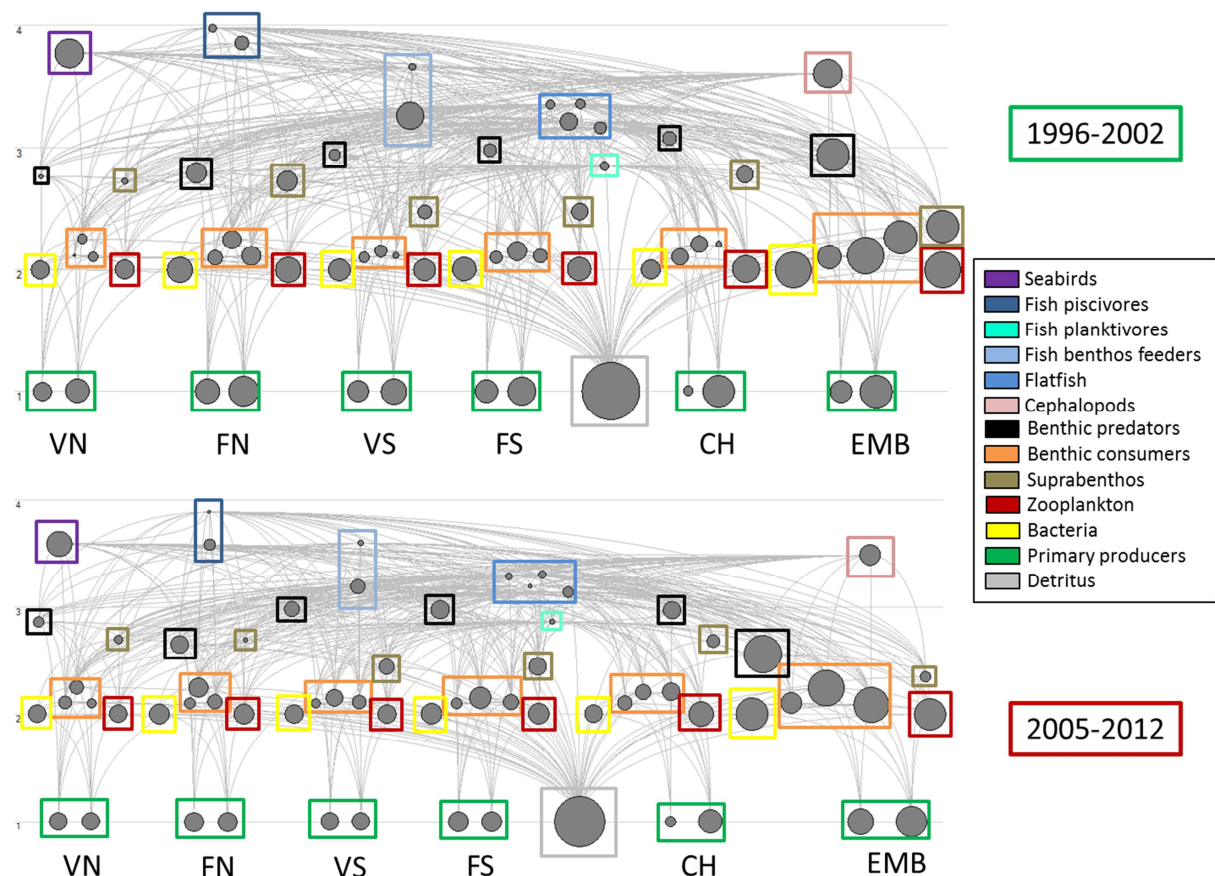 4
3
2
1
VN FN VS FS CH EMB
1996-2002
Seabirds
Fish piscivores
Fish planktivores
Fish benthos feeders
Flatfish
Cephalopods
Benthic predators
Benthic consumers
Suprabenthos
Zooplankton
Bacteria
Primary producers
Detritus
4
3
2
1
VN FN VS FS CH EMB
2005-2012